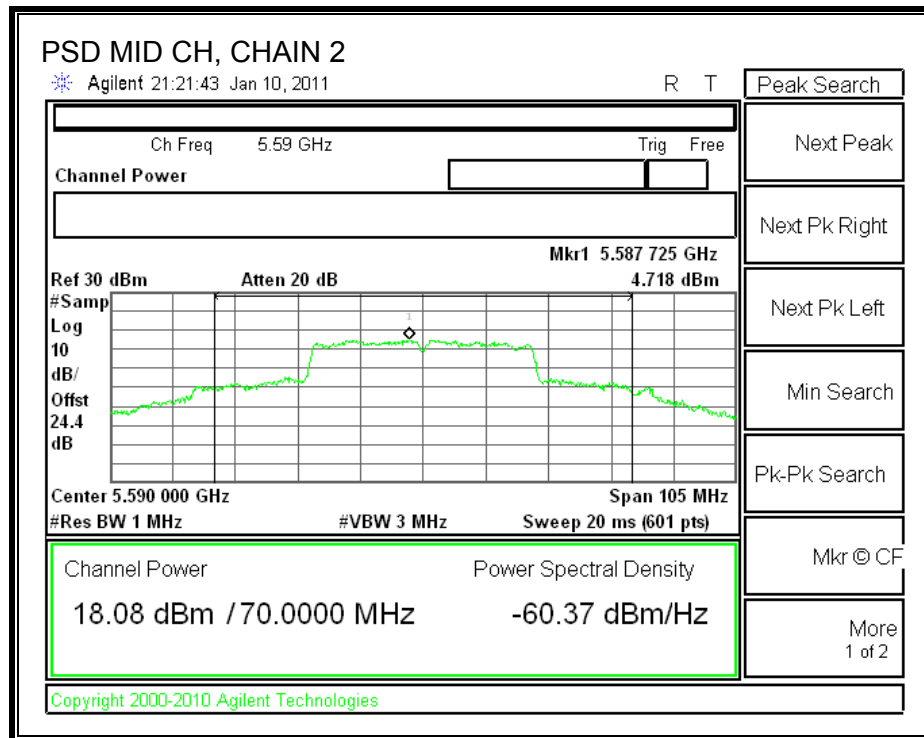 PSD MID CH, CHAIN 2
Agilent 21:21:43 Jan 10, 2011 R T
Peak Search
Ch Freq 5.59 GHz Trig Free
Next Peak
Channel Power
Next Pk Right
Mkr1 5.587 725 GHz
Ref 30 dBm Atten 20 dB 4.718 dBm
#Samp
Log
10
dB/
Offst
24.4
dB
1
Next Pk Left
Min Search
Pk-Pk Search
Center 5.590 000 GHz Span 105 MHz
#Res BW 1 MHz #VBW 3 MHz Sweep 20 ms (601 pts)
Channel Power Power Spectral Density
Mkr © CF
18.08 dBm / 70.0000 MHz -60.37 dBm/Hz
More
1 of 2
Copyright 2000-2010 Agilent Technologies